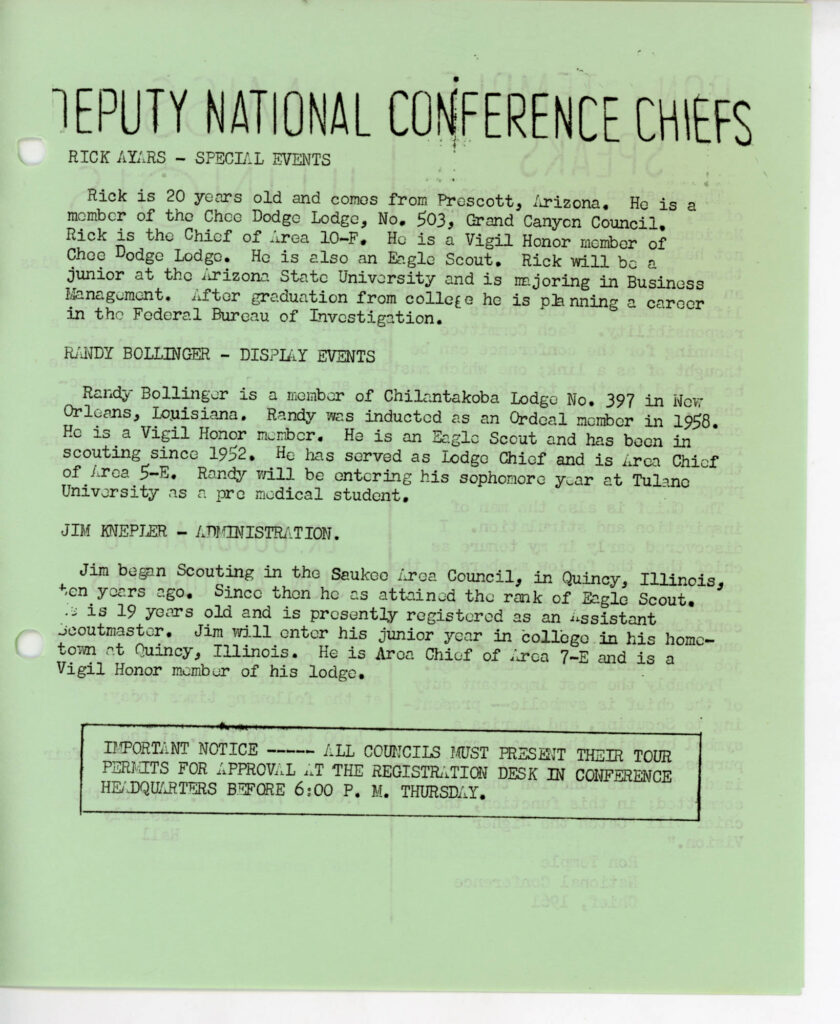 DEPUTY NATIONAL CONFERENCE CHIEFS
RICK AYARS - SPECIAL EVENTS
Rick is 20 years old and comes from Prescott, Arizona. He is a
member of the Chee Dodge Lodge, No. 503, Grand Canyon Council.
Rick is the Chief of Area 10-F. He is a Vigil Honor member of
Chee Dodge Lodge. He is also an Eagle Scout. Rick will be a
junior at the Arizona State University and is majoring in Business
Management. After graduation from college he is planning a career
in the Federal Bureau of Investigation.
RANDY BOLLINGER - DISPLAY EVENTS
Randy Bollinger is a member of Chilantakoba Lodge No. 397 in New
Orleans, Louisiana. Randy was inducted as an Ordeal member in 1958.
He is a Vigil Honor member. He is an Eagle Scout and has been in
scouting since 1952. He has served as Lodge Chief and is Area Chief
of Area 5-E. Randy will be entering his sophomore year at Tulane
University as a pre medical student.
JIM KNEPLER - ADMINISTRATION.
Jim began Scouting in the Saukee Area Council, in Quincy, Illinois,
ten years ago. Since then he as attained the rank of Eagle Scout.
is 19 years old and is presently registered as an Assistant
Scoutmaster. Jim will enter his junior year in college in his home-
town at Quincy, Illinois. He is Area Chief of Area 7-E and is a
Vigil Honor member of his lodge.
IMPORTANT NOTICE ----- ALL COUNCILS MUST PRESENT THEIR TOUR
PERMITS FOR APPROVAL AT THE REGISTRATION DESK IN CONFERENCE
HEADQUARTERS BEFORE 6:00 P. M. THURSDAY.
Ron Temple
National Conference
Chief, 1961